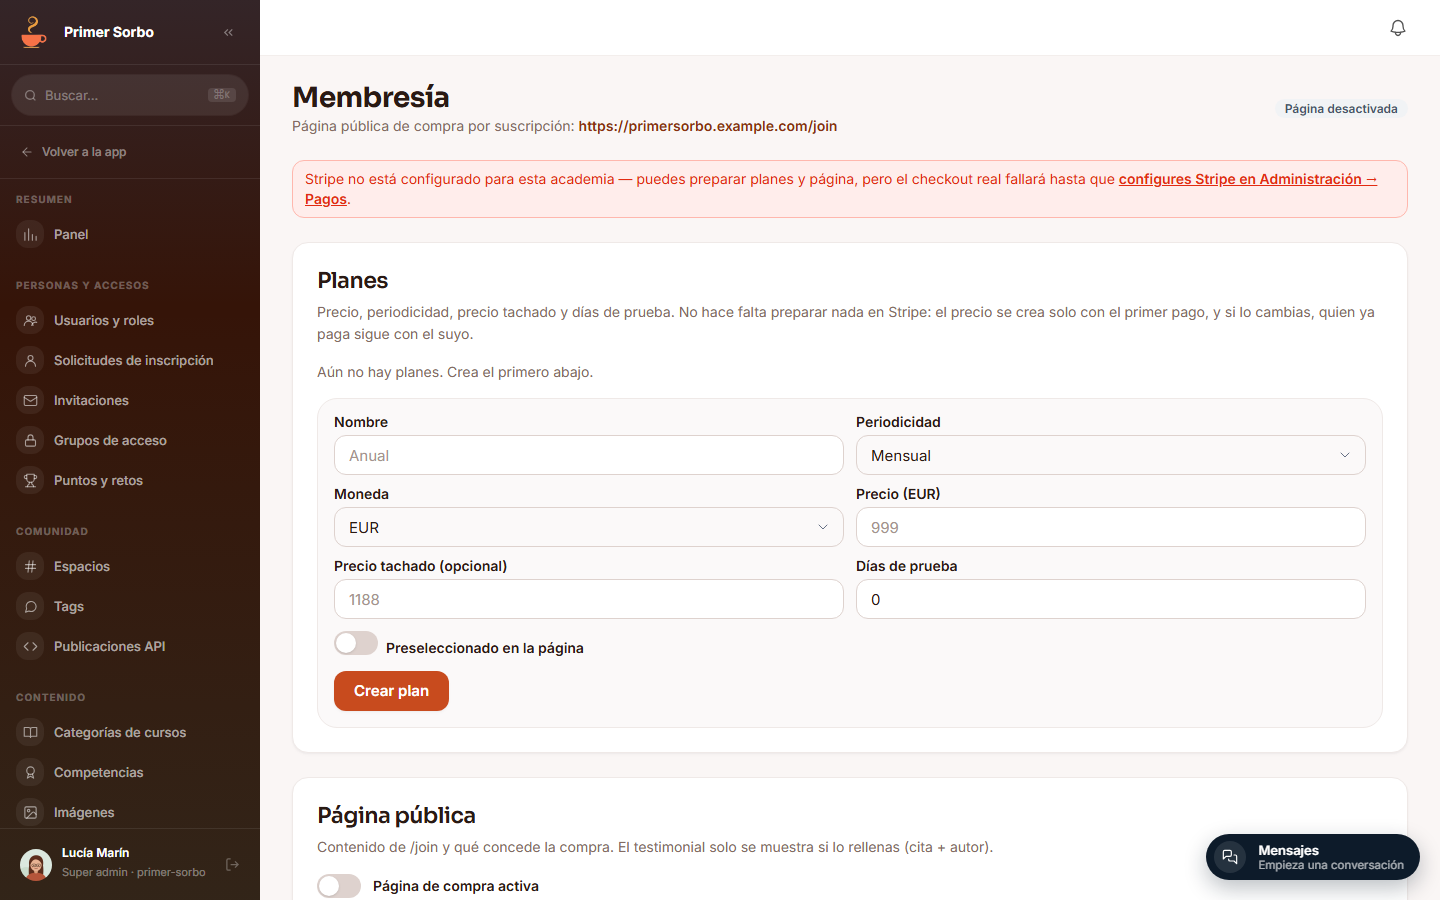 Primer Sorbo
Buscar...
⌘K
Volver a la app
RESUMEN
Panel
PERSONAS Y ACCESOS
Usuarios y roles
Solicitudes de inscripción
Invitaciones
Grupos de acceso
Puntos y retos
COMUNIDAD
Espacios
Tags
Publicaciones API
CONTENIDO
Categorías de cursos
Competencias
Imágenes
Lucía Marín
Super admin · primer-sorbo
Membresía
Página pública de compra por suscripción: https://primersorbo.example.com/join
Página desactivada
Stripe no está configurado para esta academia — puedes preparar planes y página, pero el checkout real fallará hasta que configures Stripe en Administración →
Pagos.
Planes
Precio, periodicidad, precio tachado y días de prueba. No hace falta preparar nada en Stripe: el precio se crea solo con el primer pago, y si lo cambias, quien ya
paga sigue con el suyo.
Aún no hay planes. Crea el primero abajo.
Nombre
Anual
Periodicidad
Mensual
Moneda
EUR
Precio (EUR)
999
Precio tachado (opcional)
1188
Días de prueba
0
Preseleccionado en la página
Crear plan
Página pública
Contenido de /join y qué concede la compra. El testimonial solo se muestra si lo rellenas (cita + autor).
Página de compra activa
Mensajes
Empieza una conversación